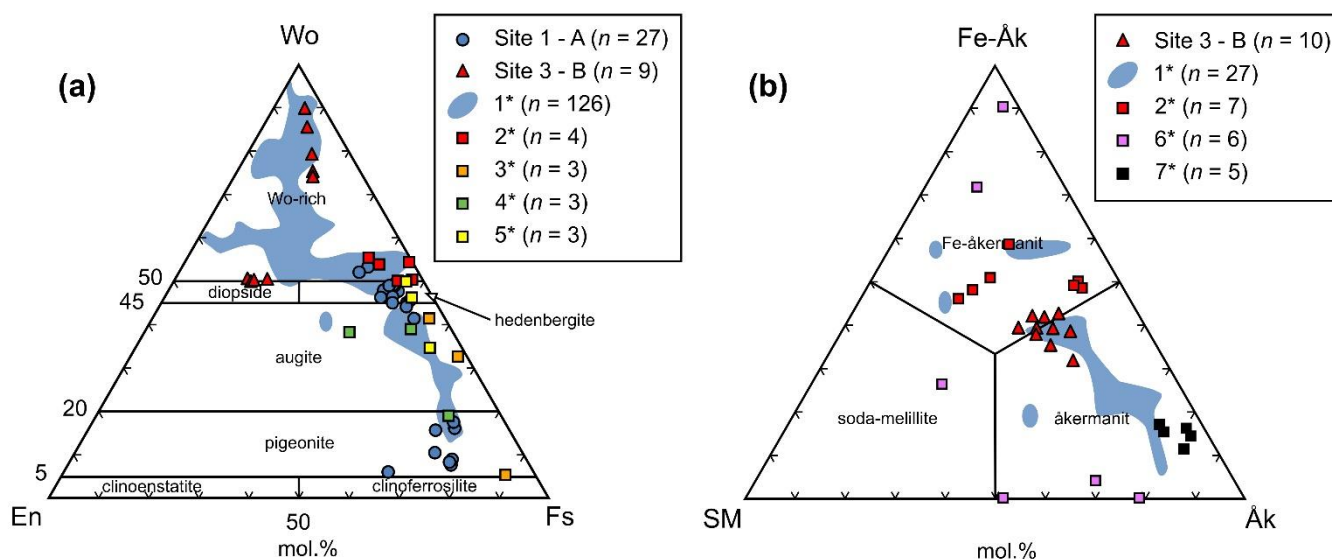 (a)
Wo
Site 1 - A (n = 27)
Site 3 - B (n = 9)
1* (n = 126)
2* (n = 4)
3* (n = 3)
4* (n = 3)
5* (n = 3)
Wo-rich
50
diopside
45
hedenbergite
augite
20
pigeonite
5
clinoenstatite
clinoferrosilite
En
50
Fs
mol.%
(b)
Fe-Åk
Site 3 - B (n = 10)
1* (n = 27)
2* (n = 7)
6* (n = 6)
7* (n = 5)
Fe-åkermanit
soda-melillite
åkermanit
SM
Åk
mol.%